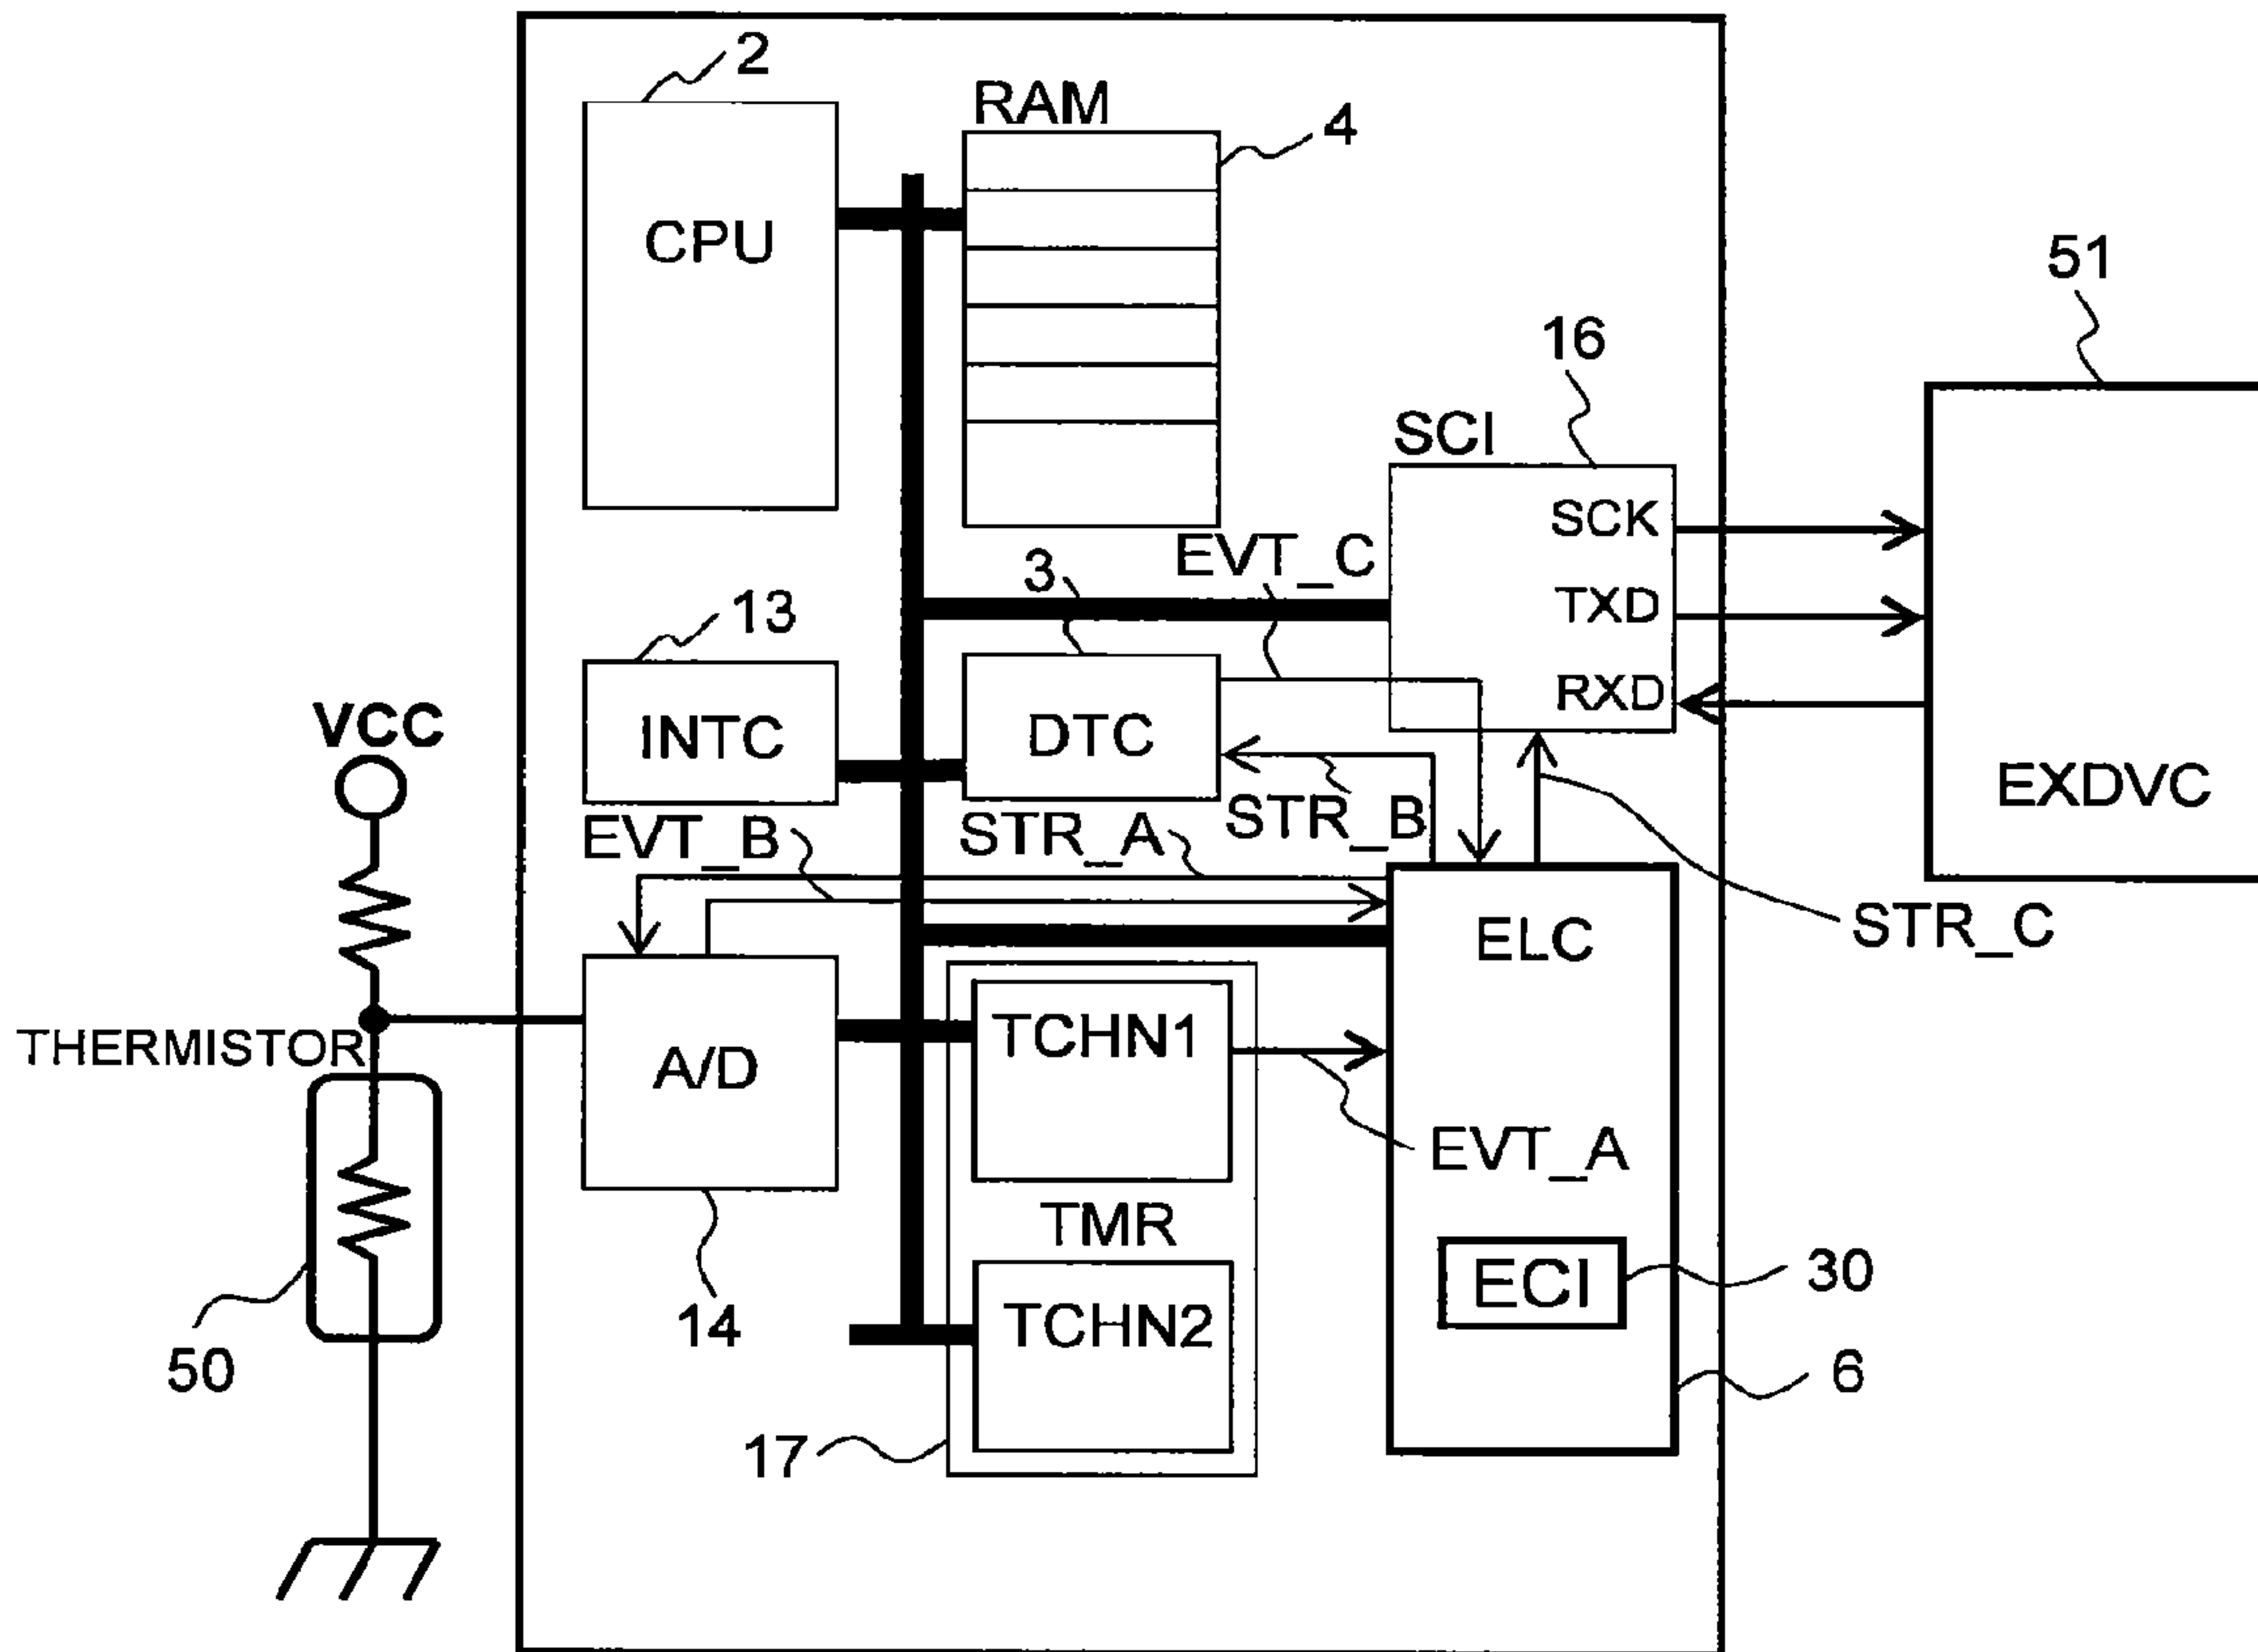 2
RAM
4
CPU
51
16
SCI
SCK
EVT_C
3
TXD
13
RXD
VCC
INTC
DTC
EXDVC
EVT_B
STR_A
STR_B
STR_C
ELC
THERMISTOR
A/D
TCHN1
EVT_A
TMR
ECI
30
14
TCHN2
50
6
17